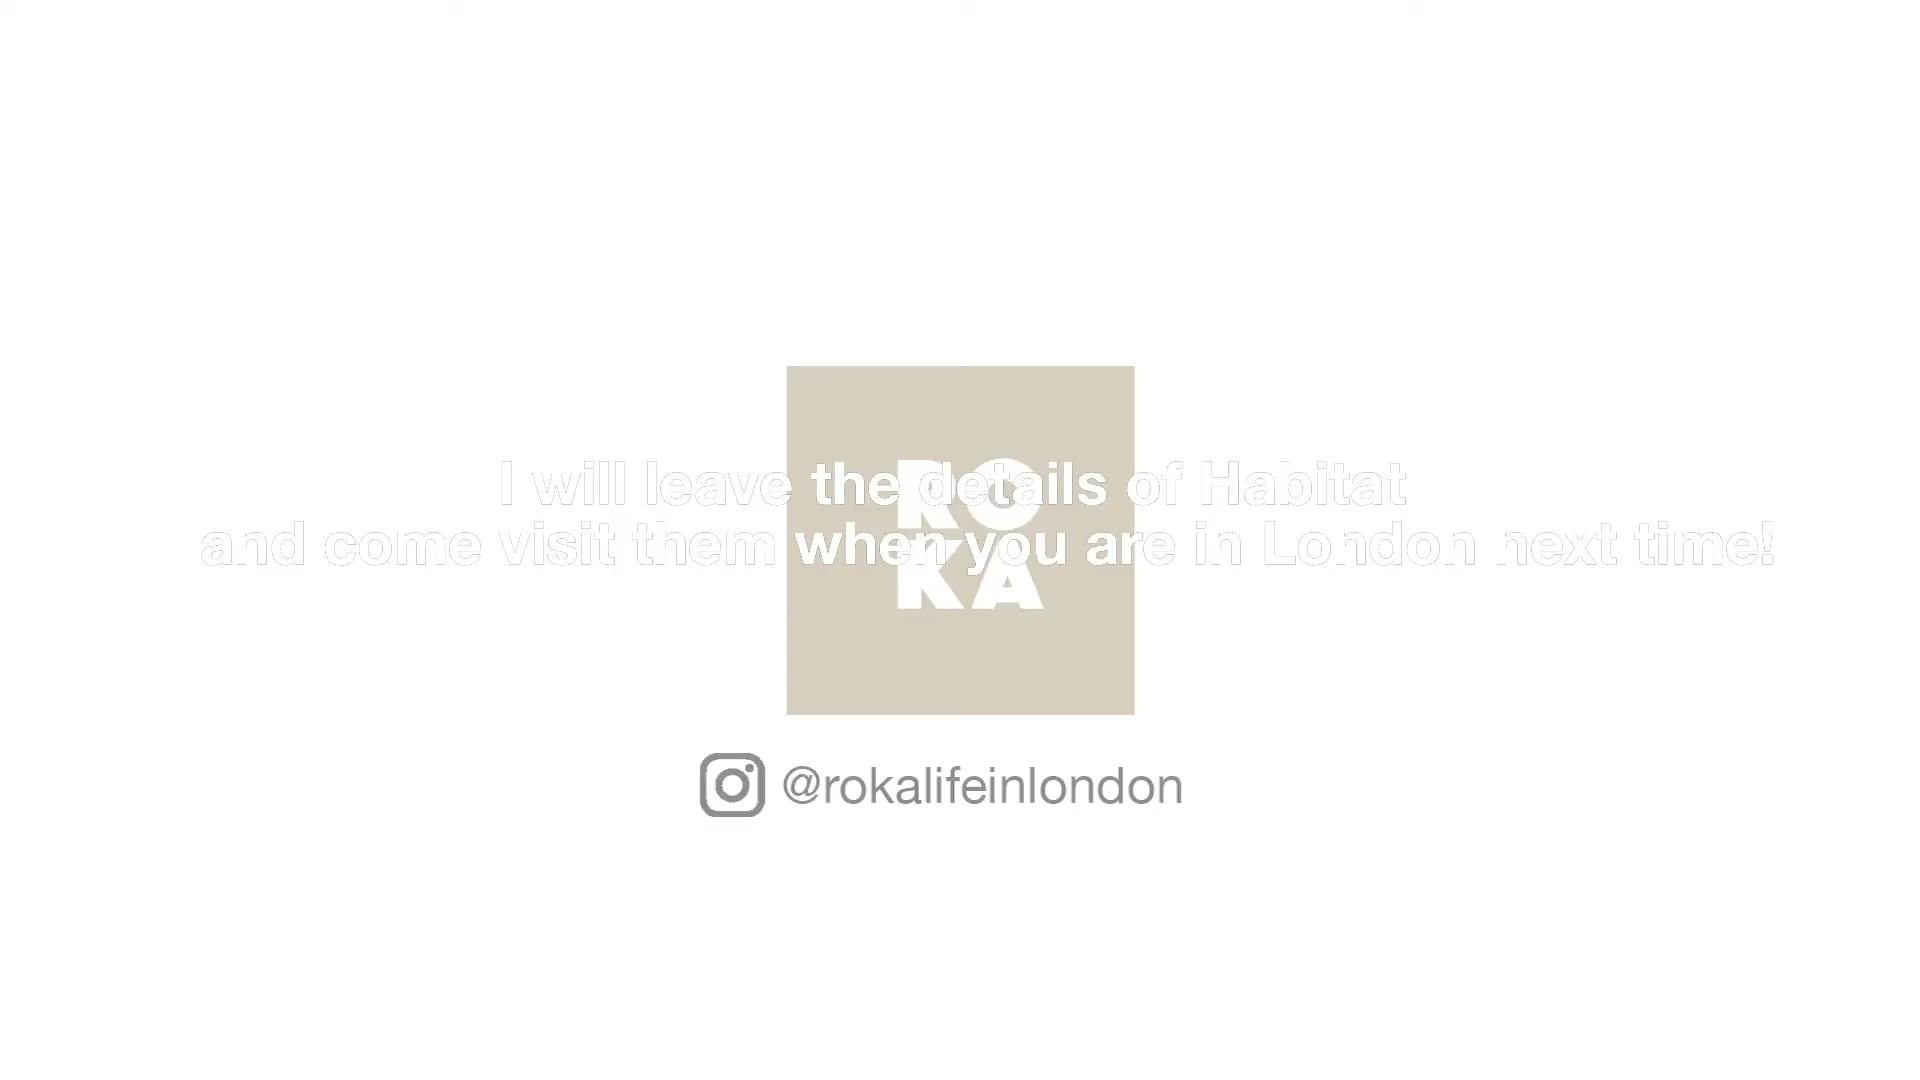 I will leave the details of Habitat
and come visit them when you are in London next time!
RO
KA
@rokalifeinlondon